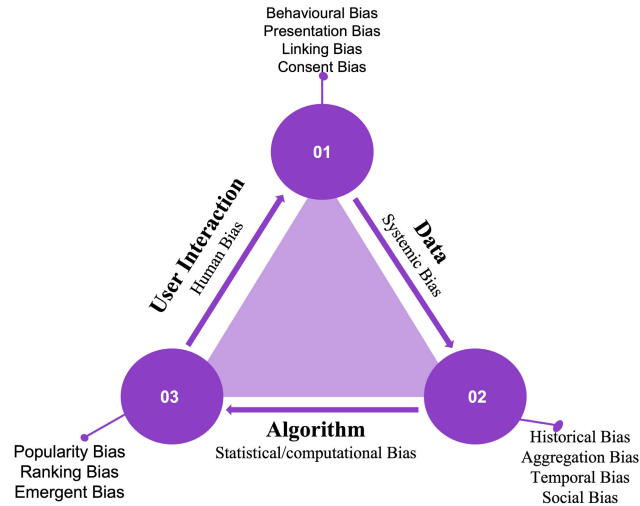 Behavioural Bias
Presentation Bias
Linking Bias
Consent Bias
01
User Interaction
Human Bias
Data
Systemic Bias
03
02
Algorithm
Statistical/computational Bias
Popularity Bias
Ranking Bias
Emergent Bias
Historical Bias
Aggregation Bias
Temporal Bias
Social Bias